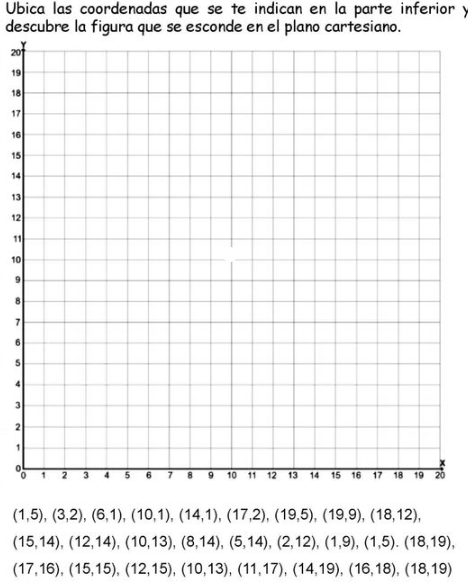 Ubica las coordenadas que se te indican en la parte inferior y
descubre la figura que se esconde en el plano cartesiano.
Y
20
19
18
17
16
15
14
13
12
11
10
9
8
7
6
5
4
3
2
1
0
X
0 1 2 3 4 5 6 7 8 9 10 11 12 13 14 15 16 17 18 19 20
(1,5), (3,2), (6,1), (10,1), (14,1), (17,2), (19,5), (19,9), (18,12),
(15,14), (12,14), (10,13), (8,14), (5,14), (2,12), (1,9), (1,5). (18,19),
(17,16), (15,15), (12,15), (10,13), (11,17), (14,19), (16,18), (18,19)